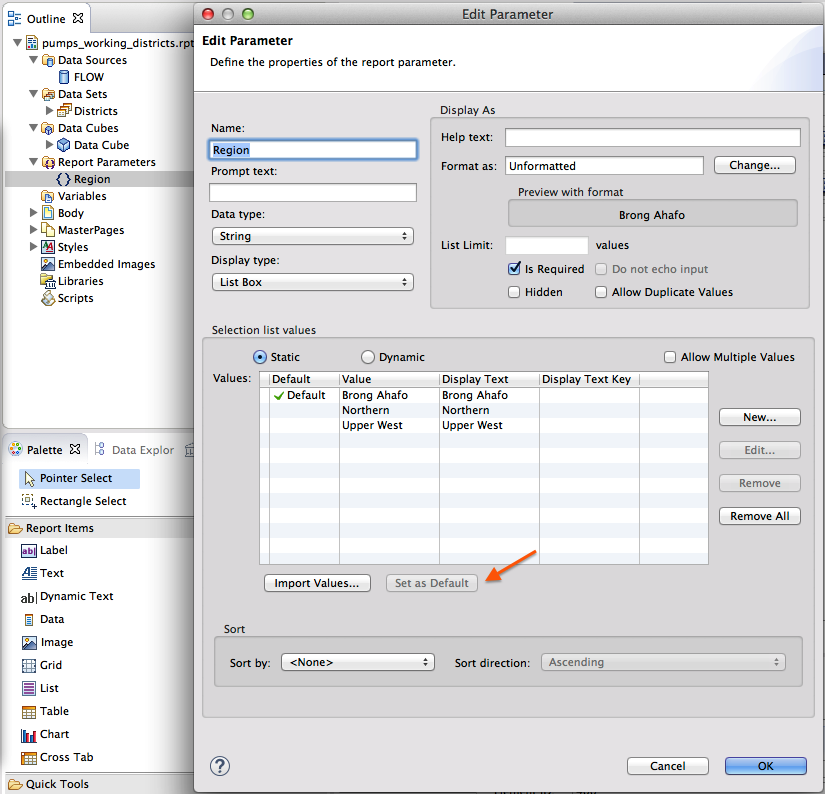 Outline
pumps_working_districts.rpt
Data Sources
FLOW
Data Sets
Districts
Data Cubes
Data Cube
Report Parameters
Region
Variables
Body
MasterPages
Styles
Embedded Images
Libraries
Scripts
Palette
Data Explor
Pointer Select
Rectangle Select
Report Items
ab Label
A Text
ab Dynamic Text
Data
Image
Grid
List
Table
Chart
Cross Tab
Quick Tools
Edit Parameter
Edit Parameter
Define the properties of the report parameter.
Name:
Region
Prompt text:
Data type:
String
Display type:
List Box
Display As
Help text:
Format as: Unformatted Change...
Preview with format
Brong Ahafo
List Limit: values
Is Required Do not echo input
Hidden Allow Duplicate Values
Selection list values
Static Dynamic Allow Multiple Values
Values: Default Value Display Text Display Text Key
Default Brong Ahafo Brong Ahafo
Northern Northern
Upper West Upper West
New...
Edit...
Remove
Remove All
Import Values... Set as Default
Sort
Sort by: <None> Sort direction: Ascending
? Cancel OK